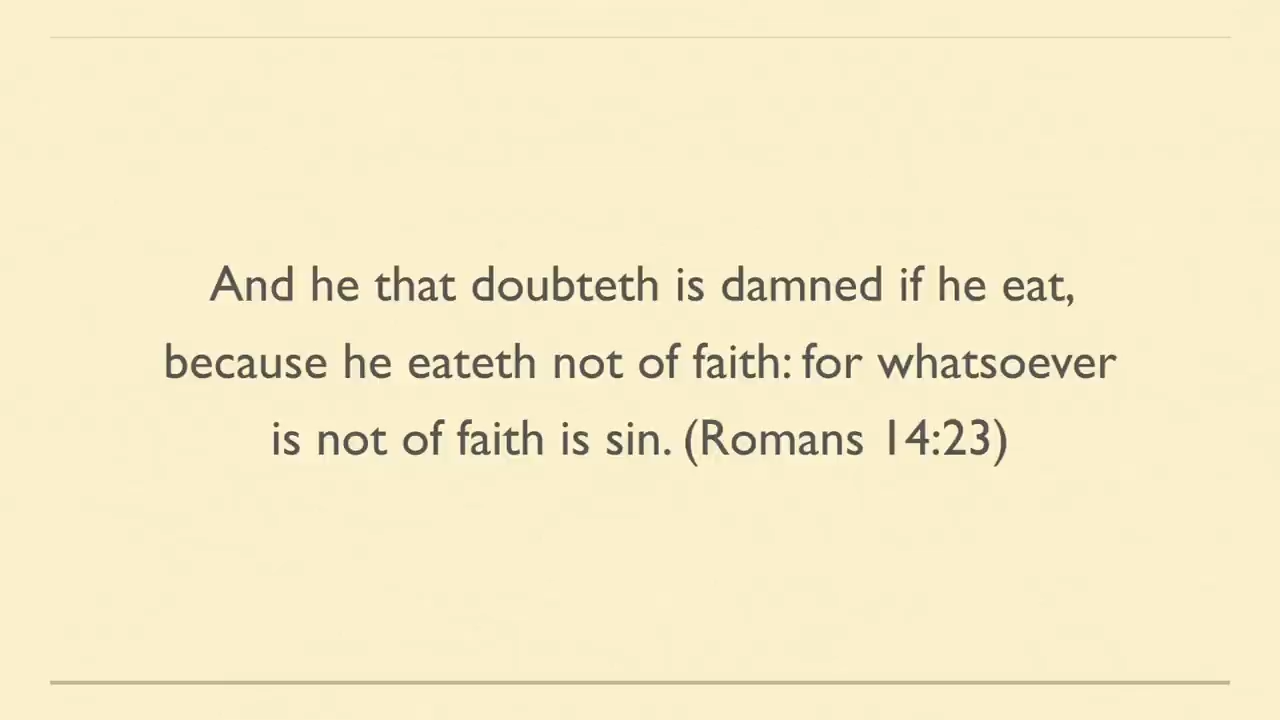 And he that doubteth is damned if he eat,
because he eateth not of faith: for whatsoever
is not of faith is sin. (Romans 14:23)